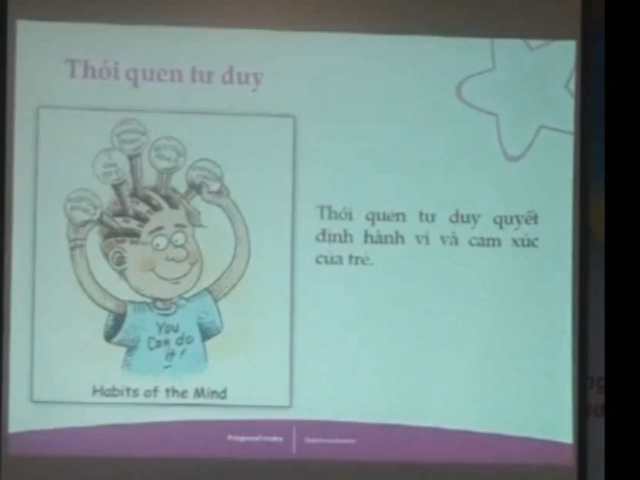 Thói quen tư duy
Thói quen tư duy quyết
định hành vi và cảm xúc
của trẻ.
You
Can do
it!
Habits of the Mind